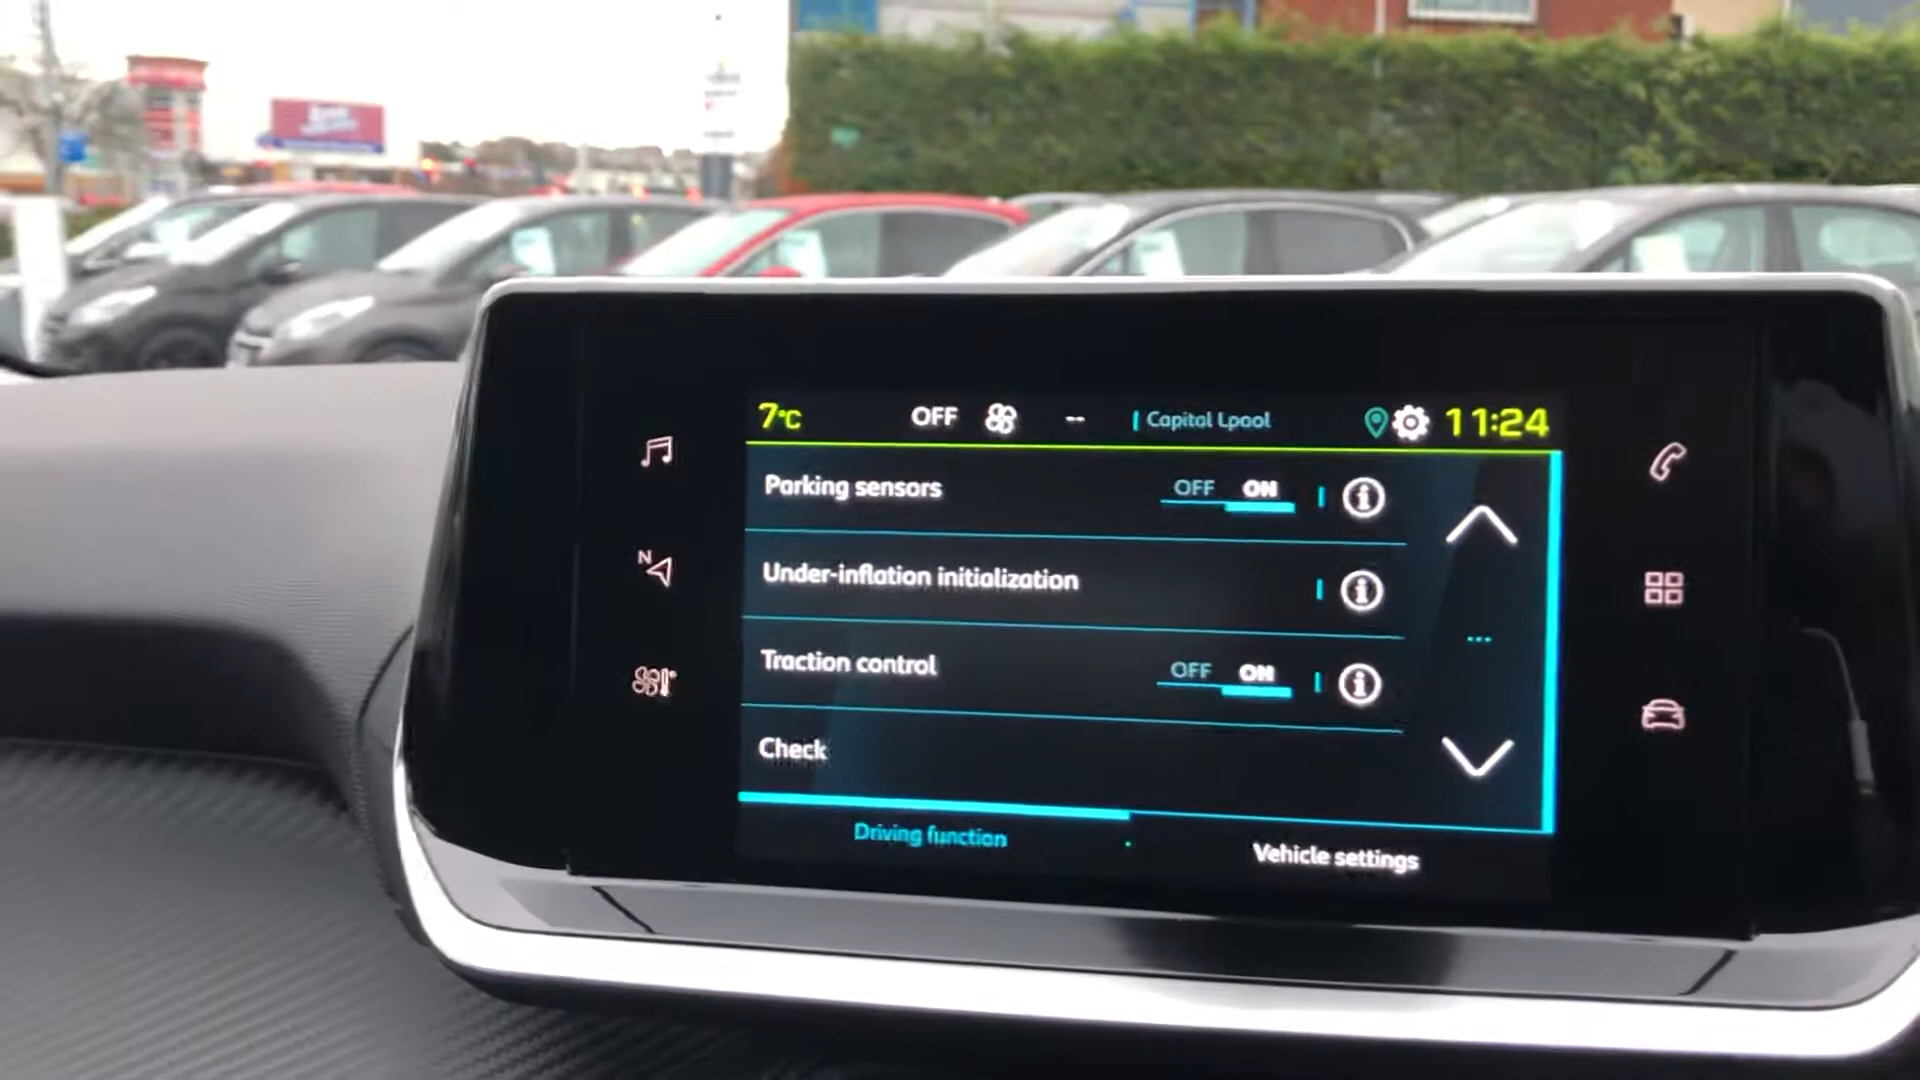 7°C OFF -- Capital Lpool 11:24
Parking sensors OFF ON
Under-inflation initialization
Traction control OFF ON
Check
Driving function Vehicle settings
N